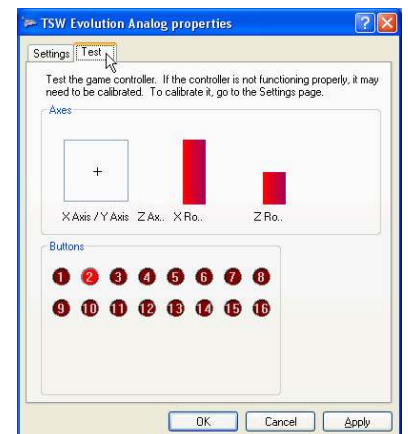 TSW Evolution Analog properties
Settings Test
Test the game controller. If the controller is not functioning properly, it may
need to be calibrated. To calibrate it, go to the Settings page.
Axes
X Axis / Y Axis Z Ax.. X Ro.. Z Ro..
Buttons
1 2 3 4 5 6 7 8
9 10 11 12 13 14 15 16
OK Cancel Apply